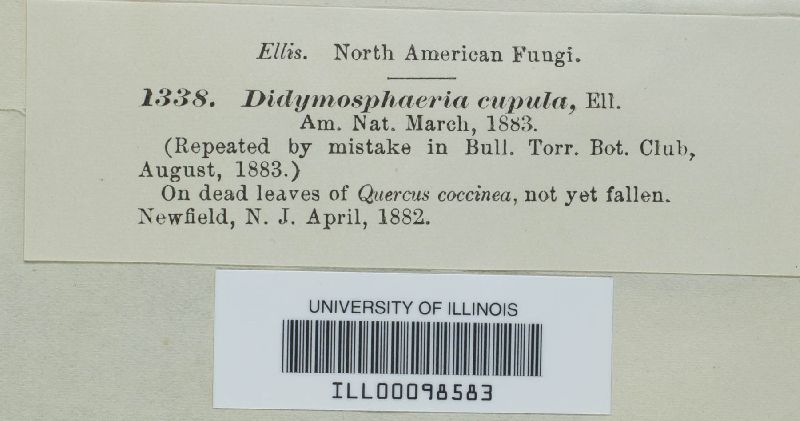 Ellis. North American Fungi.
1338. Didymosphaeria cupula, Ell.
Am. Nat. March, 1883.
(Repeated by mistake in Bull. Torr. Bot. Club,
August, 1883.)
On dead leaves of Quercus coccinea, not yet fallen.
Newfield, N. J. April, 1882.
UNIVERSITY OF ILLINOIS
ILL00098583